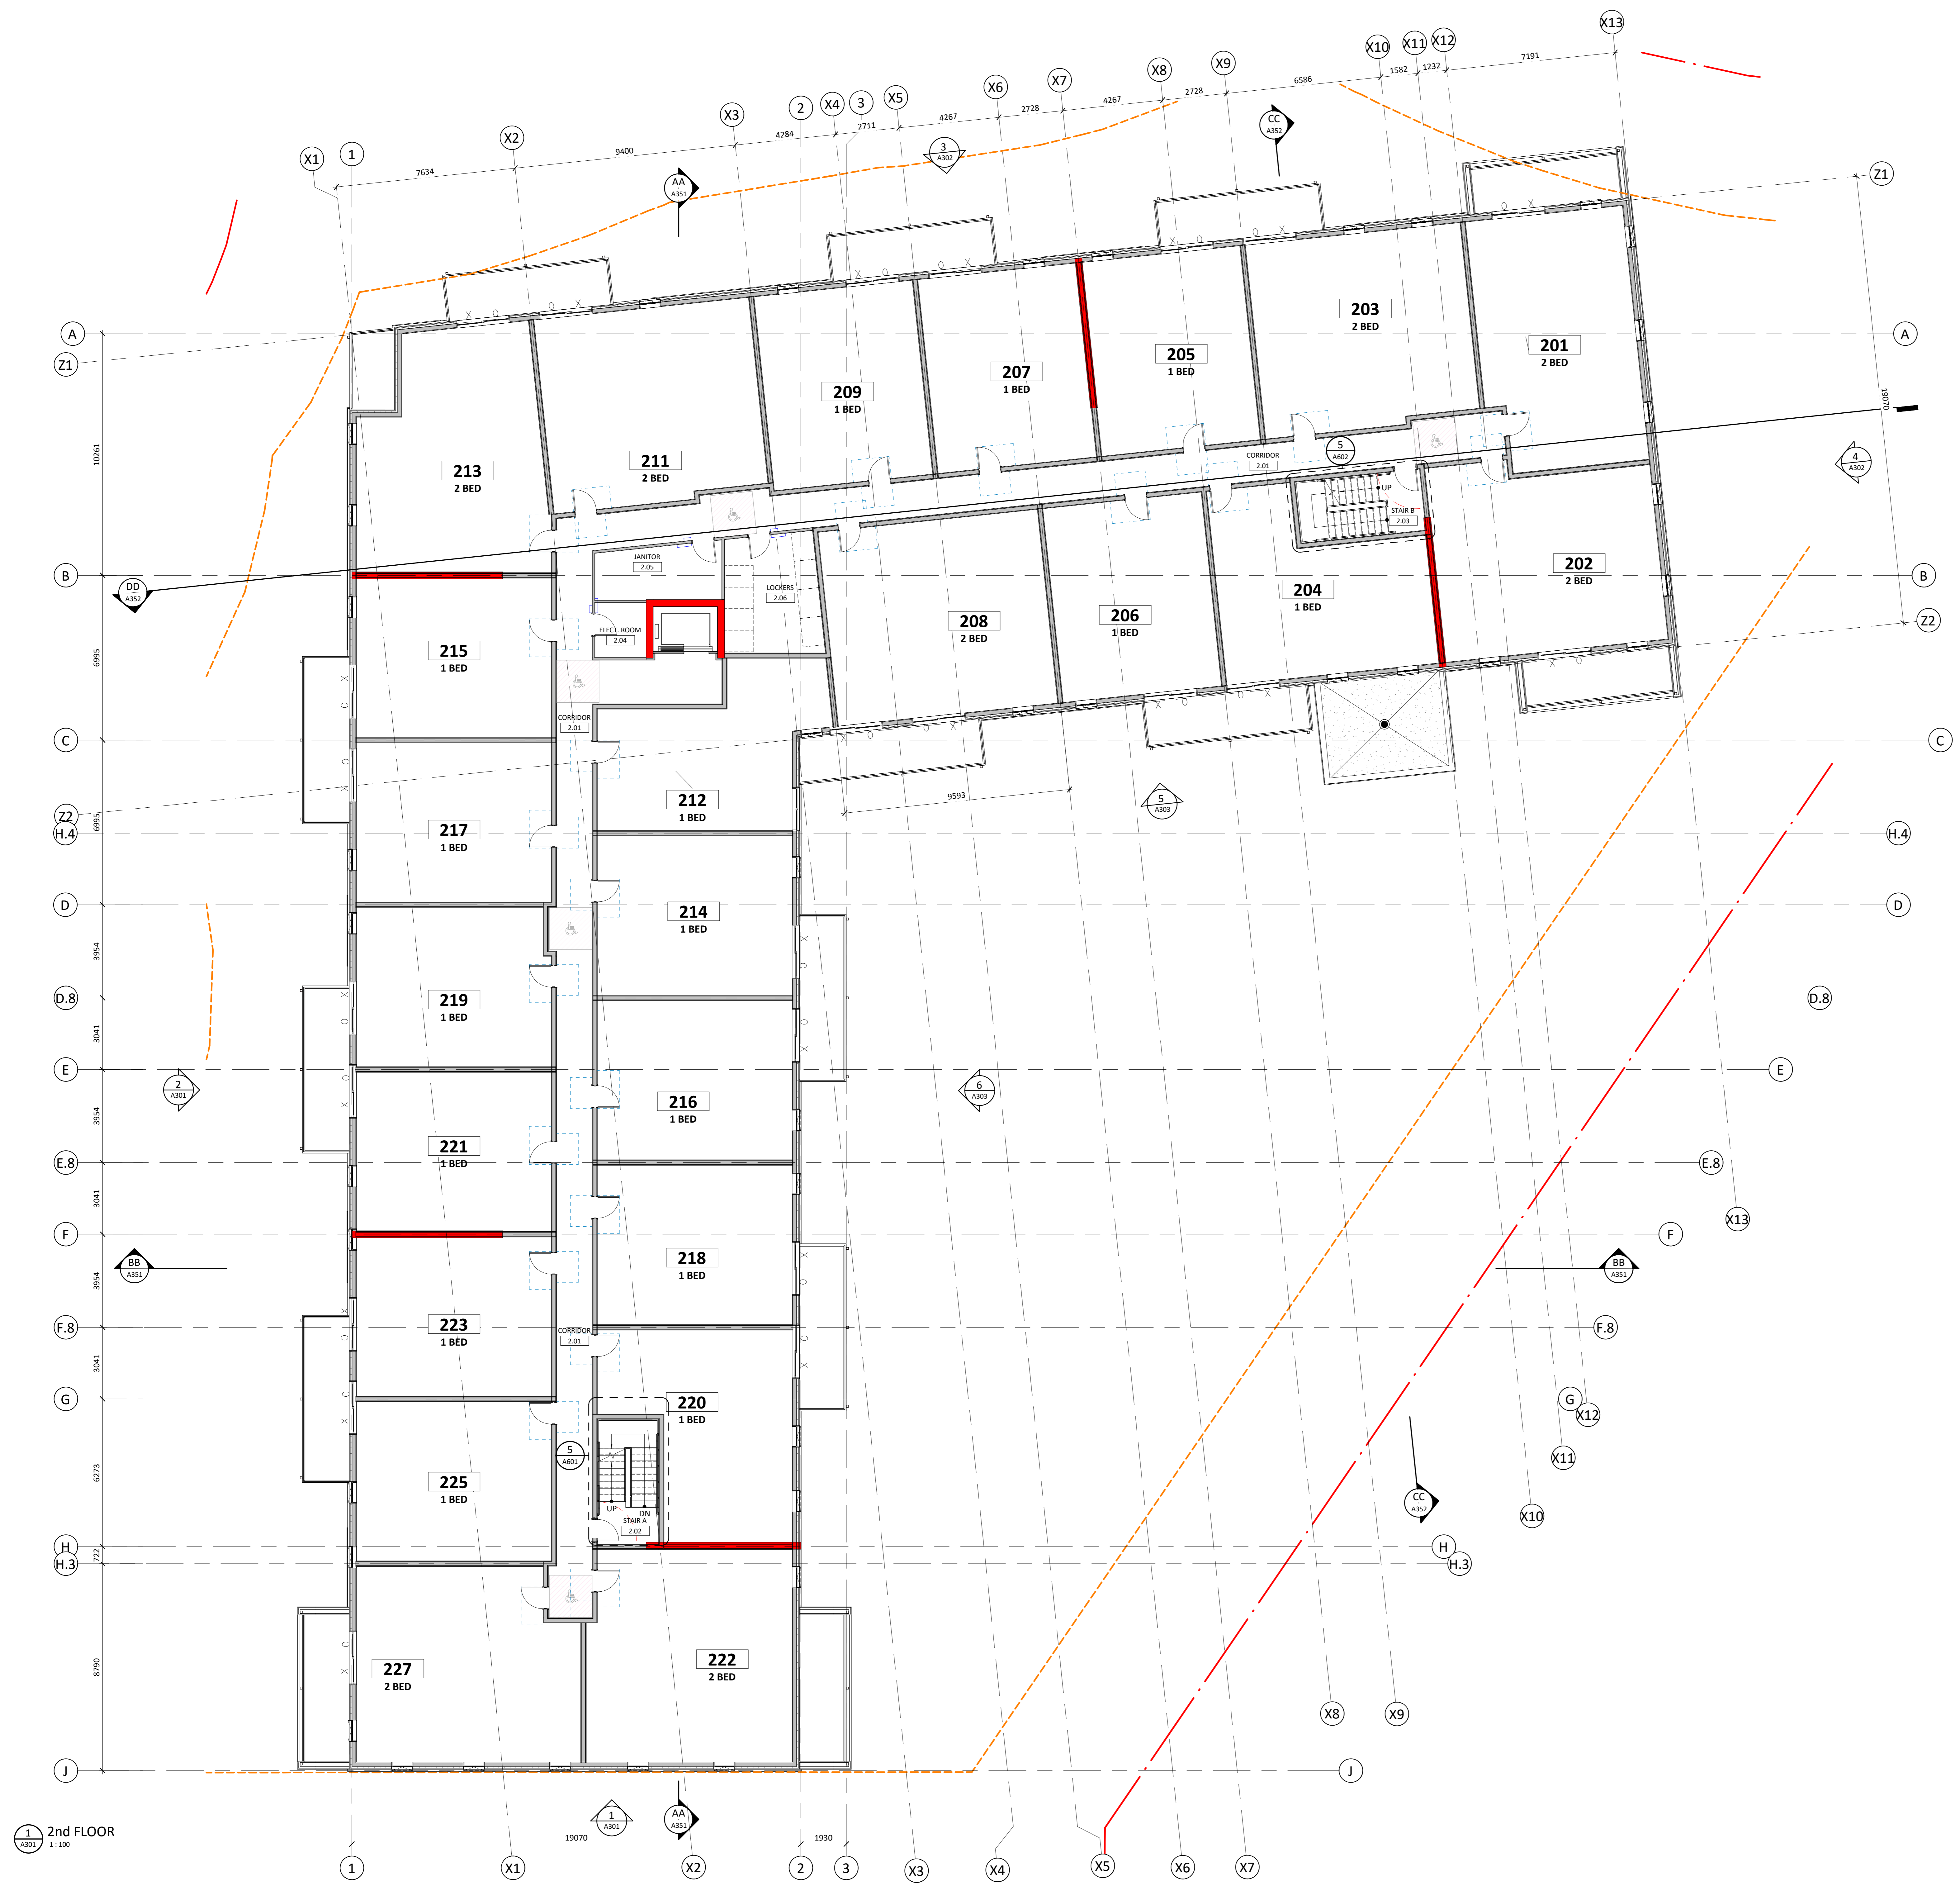 X13
X10
X11
X12
1582
1232
7191
X8
X9
6586
X6
X7
4267
2728
X3
2
X4
3
X5
4284
2711
4267
2728
CC
A352
X1
1
X2
7634
9400
3
A302
AA
A351
Z1
A
Z1
A
19070
10261
203
2 BED
201
2 BED
205
1 BED
207
1 BED
209
1 BED
211
2 BED
213
2 BED
CORRIDOR
2.01
5
A602
4
A302
UP
STAIR B
2.03
JANITOR
2.05
LOCKERS
2.06
ELECT. ROOM
2.04
B
DD
A352
B
202
2 BED
204
1 BED
206
1 BED
208
2 BED
Z2
215
1 BED
6995
CORRIDOR
2.01
C
C
9593
5
A303
212
1 BED
Z2
6995
H.4
217
1 BED
H.4
D
D
214
1 BED
3954
219
1 BED
D.8
D.8
3041
E
E
2
A301
6
A303
216
1 BED
3954
221
1 BED
E.8
E.8
3041
X13
F
F
BB
A351
BB
A351
218
1 BED
3954
223
1 BED
F.8
F.8
CORRIDOR
2.01
3041
G
G
X12
220
1 BED
5
A601
X11
6273
225
1 BED
CC
A352
UP
DN
STAIR A
2.02
X10
H
H
722
H.3
H.3
8790
227
2 BED
222
2 BED
X8
X9
J
J
1
A301
AA
A351
1
A301
2nd FLOOR
1 : 100
19070
1930
1
X1
X2
2
3
X3
X4
X5
X6
X7